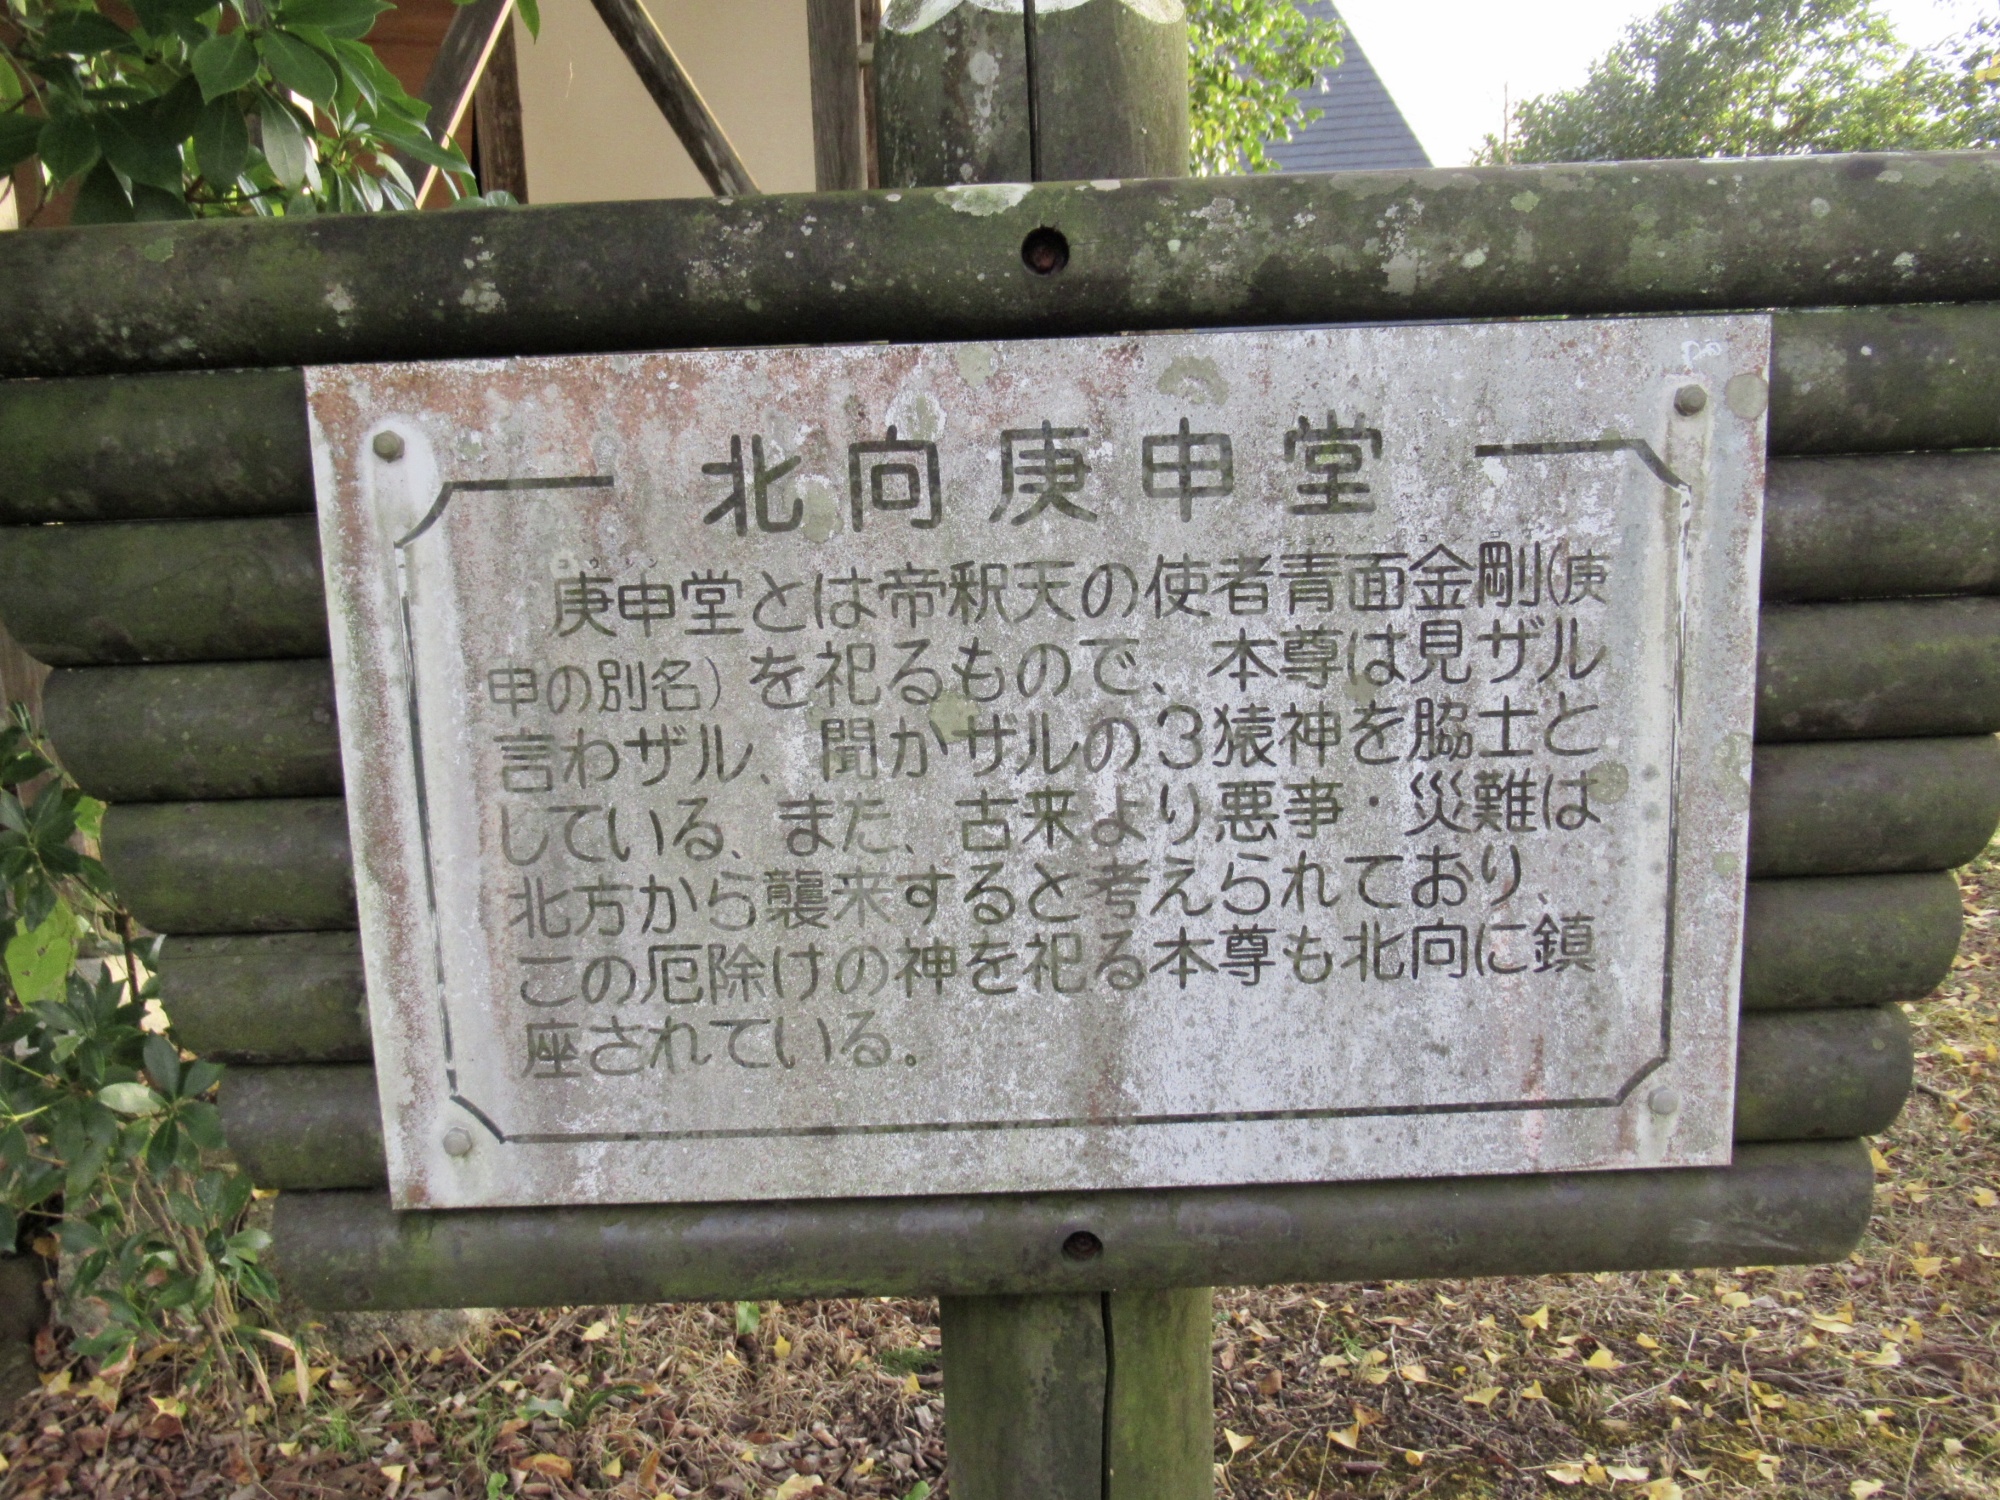 北向庚申堂
庚申堂とは帝釈天の使者青面金剛(庚
申の別名)を祀るもので、本尊は見ザル
言わザル、聞かザルの3猿神を脇士と
している。また、古来より悪事・災難は
北方から襲来すると考えられており、
この厄除けの神を祀る本尊も北向に鎮
座されている。